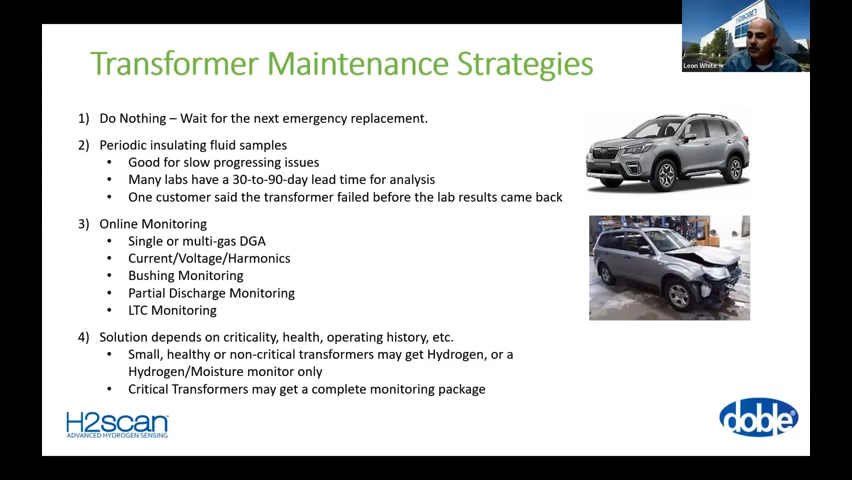 H2scan
Leon White
Transformer Maintenance Strategies
1) Do Nothing – Wait for the next emergency replacement.
2) Periodic insulating fluid samples
• Good for slow progressing issues
• Many labs have a 30-to-90-day lead time for analysis
• One customer said the transformer failed before the lab results came back
3) Online Monitoring
• Single or multi-gas DGA
• Current/Voltage/Harmonics
• Bushing Monitoring
• Partial Discharge Monitoring
• LTC Monitoring
4) Solution depends on criticality, health, operating history, etc.
• Small, healthy or non-critical transformers may get Hydrogen, or a
Hydrogen/Moisture monitor only
• Critical Transformers may get a complete monitoring package
H2scan
ADVANCED HYDROGEN SENSING
doble